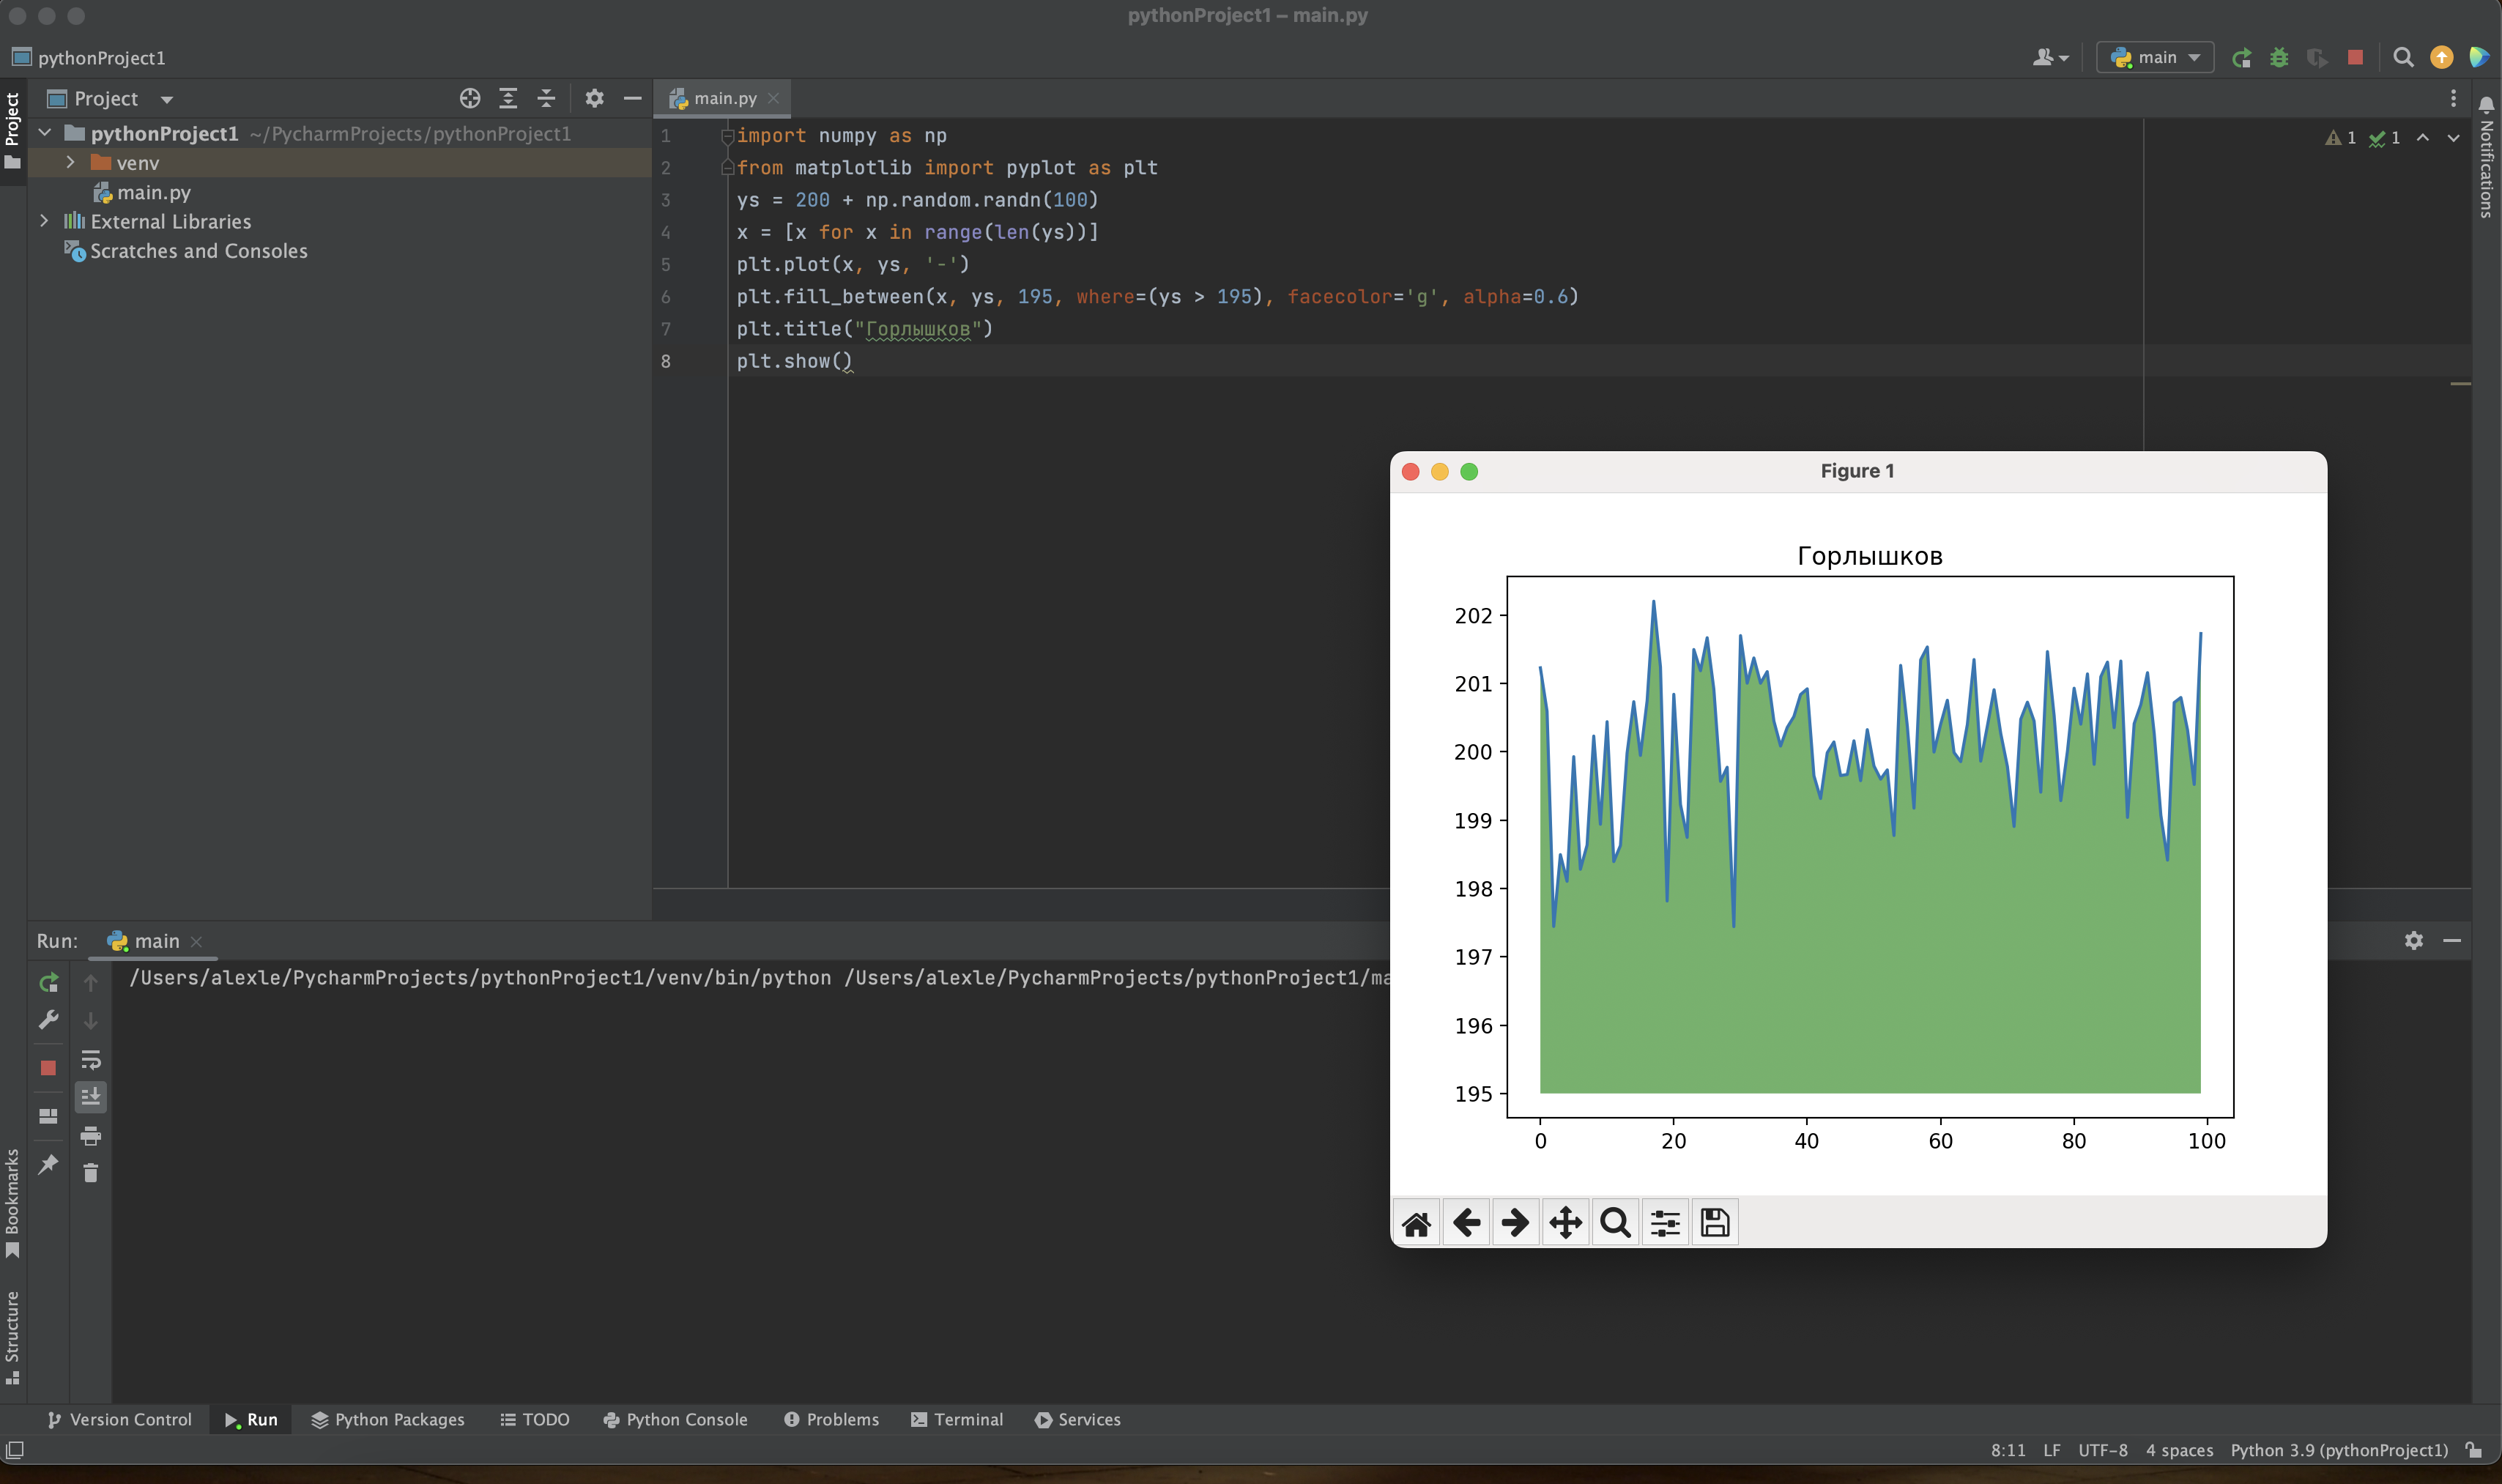 pythonProject1 – main.py
pythonProject1
main
Project
Project
main.py
pythonProject1 ~/PycharmProjects/pythonProject1
venv
main.py
External Libraries
Scratches and Consoles
1 import numpy as np
2 from matplotlib import pyplot as plt
3 ys = 200 + np.random.randn(100)
4 x = [x for x in range(len(ys))]
5 plt.plot(x, ys, '-')
6 plt.fill_between(x, ys, 195, where=(ys > 195), facecolor='g', alpha=0.6)
7 plt.title("Горлышков")
8 plt.show()
1 1
Notifications
Figure 1
Горлышков
202
201
200
199
198
197
196
195
0 20 40 60 80 100
Run: main
/Users/alexle/PycharmProjects/pythonProject1/venv/bin/python /Users/alexle/PycharmProjects/pythonProject1/ma
Bookmarks
Structure
Version Control Run Python Packages TODO Python Console Problems Terminal Services
8:11 LF UTF-8 4 spaces Python 3.9 (pythonProject1)